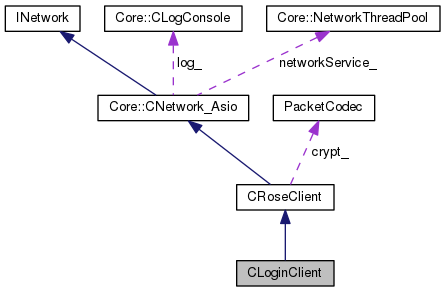 INetwork
Core::CLogConsole
Core::NetworkThreadPool
log_
networkService_
Core::CNetwork_Asio
PacketCodec
crypt_
CRoseClient
CLoginClient